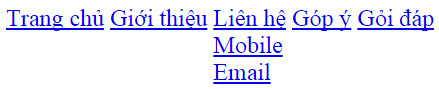 Trang chủ Giới thiệu Liên hệ Góp ý Gỏi đáp
Mobile
Email